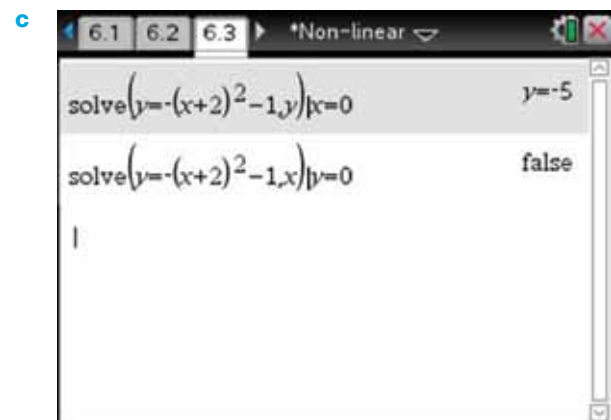 c
6.1 6.2 6.3 *Non-linear
solve(y=-(x+2)²-1,y)|x=0 y=-5
solve(y=-(x+2)²-1,x)|y=0 false